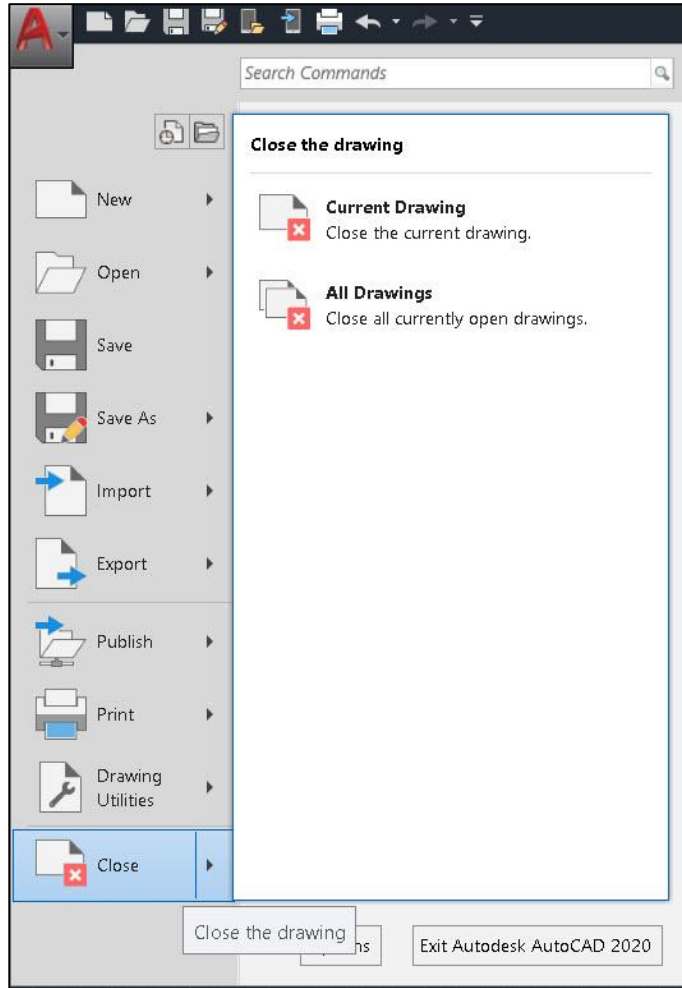 Search Commands
Close the drawing
New
Current Drawing
Close the current drawing.
Open
All Drawings
Close all currently open drawings.
Save
Save As
Import
Export
Publish
Print
Drawing
Utilities
Close
Close the drawing
Exit Autodesk AutoCAD 2020